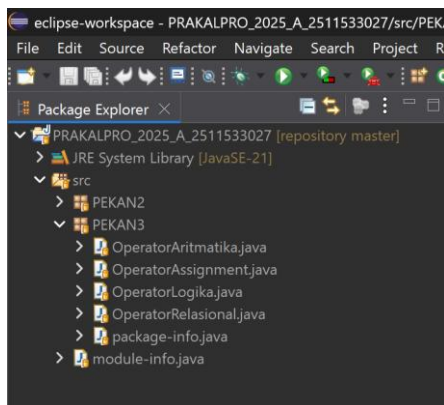 eclipse-workspace - PRAKALPRO_2025_A_2511533027/src/PEKA
File Edit Source Refactor Navigate Search Project R
Package Explorer
PRAKALPRO_2025_A_2511533027 [repository master]
JRE System Library [JavaSE-21]
src
PEKAN2
PEKAN3
OperatorAritmatika.java
OperatorAssignment.java
OperatorLogika.java
OperatorRelasional.java
package-info.java
module-info.java